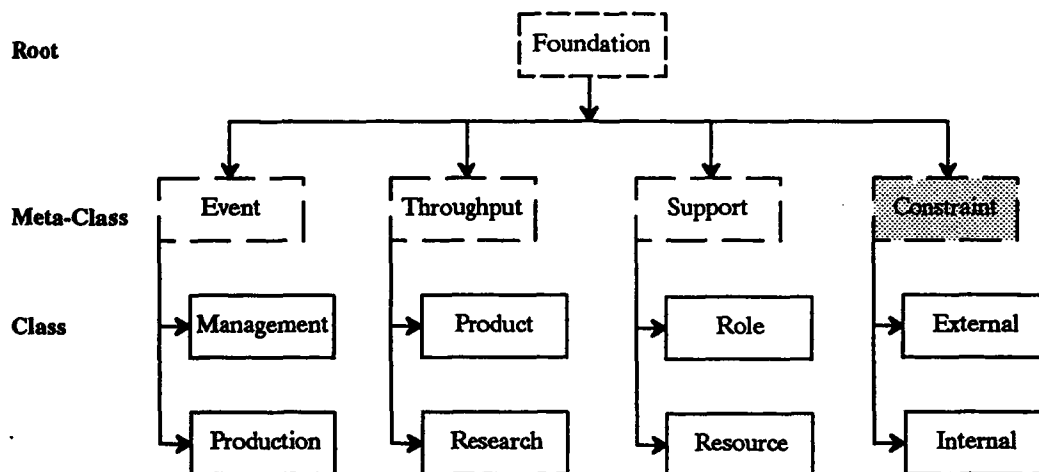 Root
Foundation
Meta-Class
Event
Throughput
Support
Constraint
Class
Management
Product
Role
External
Production
Research
Resource
Internal